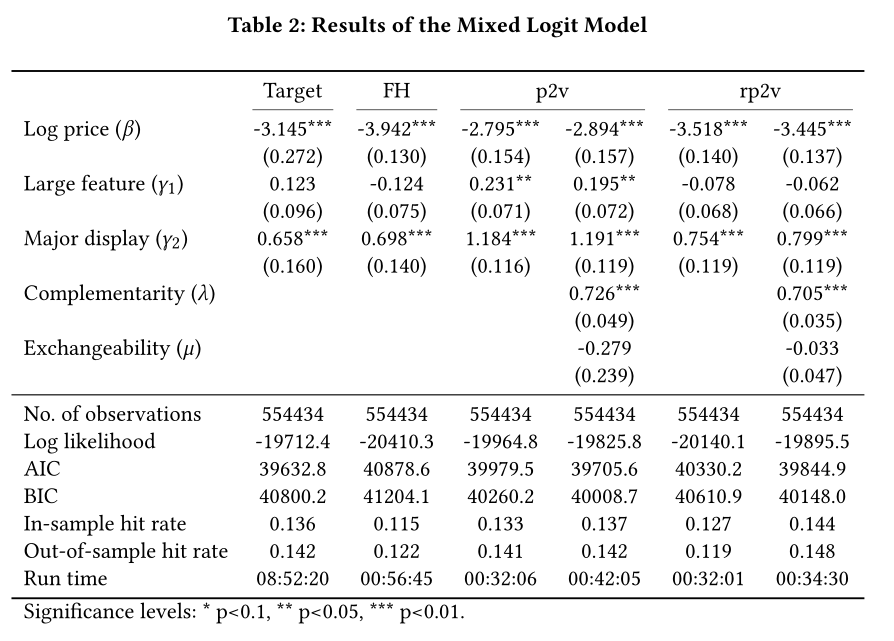 Table 2: Results of the Mixed Logit Model
Target FH p2v rp2v
Log price (β) -3.145*** -3.942*** -2.795*** -2.894*** -3.518*** -3.445***
(0.272) (0.130) (0.154) (0.157) (0.140) (0.137)
Large feature (γ1) 0.123 -0.124 0.231** 0.195** -0.078 -0.062
(0.096) (0.075) (0.071) (0.072) (0.068) (0.066)
Major display (γ2) 0.658*** 0.698*** 1.184*** 1.191*** 0.754*** 0.799***
(0.160) (0.140) (0.116) (0.119) (0.119) (0.119)
Complementarity (λ) 0.726*** 0.705***
(0.049) (0.035)
Exchangeability (μ) -0.279 -0.033
(0.239) (0.047)
No. of observations 554434 554434 554434 554434 554434 554434
Log likelihood -19712.4 -20410.3 -19964.8 -19825.8 -20140.1 -19895.5
AIC 39632.8 40878.6 39979.5 39705.6 40330.2 39844.9
BIC 40800.2 41204.1 40260.2 40008.7 40610.9 40148.0
In-sample hit rate 0.136 0.115 0.133 0.137 0.127 0.144
Out-of-sample hit rate 0.142 0.122 0.141 0.142 0.119 0.148
Run time 08:52:20 00:56:45 00:32:06 00:42:05 00:32:01 00:34:30
Significance levels: * p<0.1, ** p<0.05, *** p<0.01.